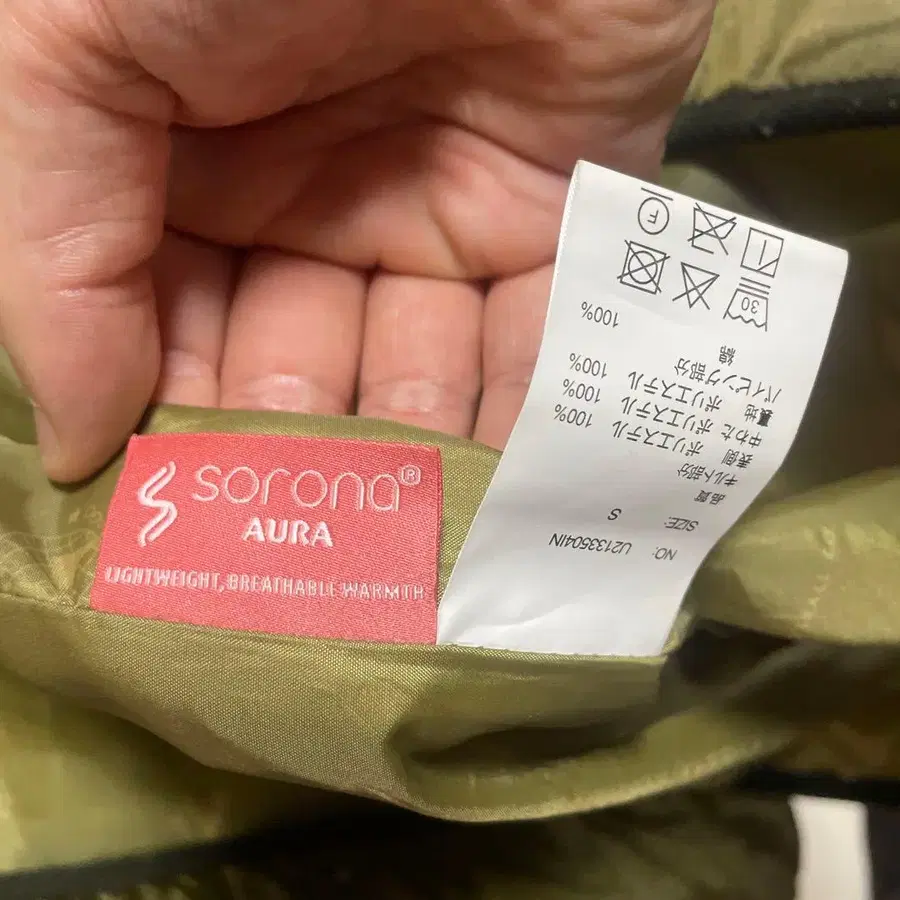 sorona®
AURA
LIGHTWEIGHT, BREATHABLE WARMTH
NO: U2133504IN
SIZE: S
品質
キルト部分
表側 ポリエステル 100%
中わた ポリエステル 100%
裏地 ポリエステル 100%
パイピング部分
綿 100%
30
F